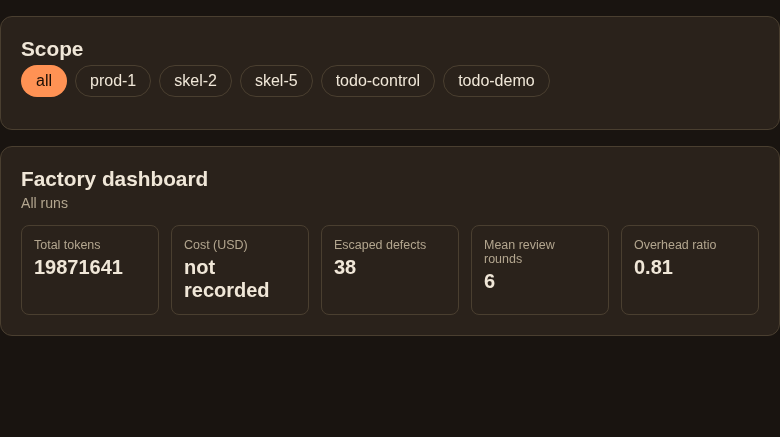 Scope
all prod-1 skel-2 skel-5 todo-control todo-demo
Factory dashboard
All runs
Total tokens
19871641
Cost (USD)
not
recorded
Escaped defects
38
Mean review
rounds
6
Overhead ratio
0.81